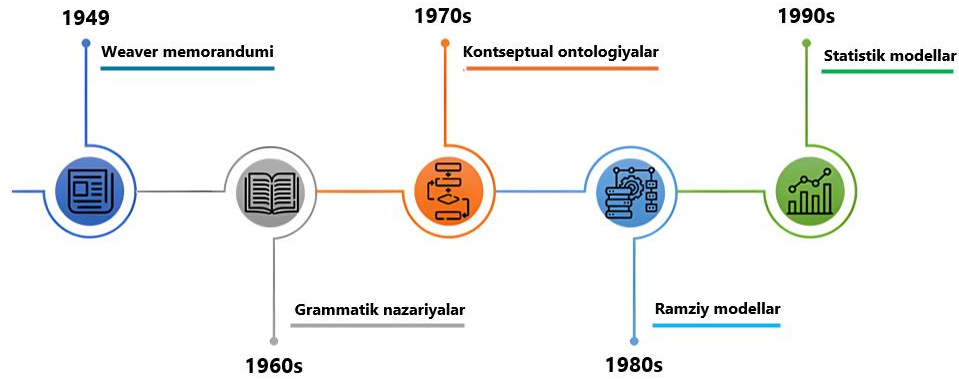 1949
Weaver memorandumi
1960s
Grammatik nazariyalar
1970s
Kontseptual ontologiyalar
1980s
Ramziy modellar
1990s
Statistik modellar